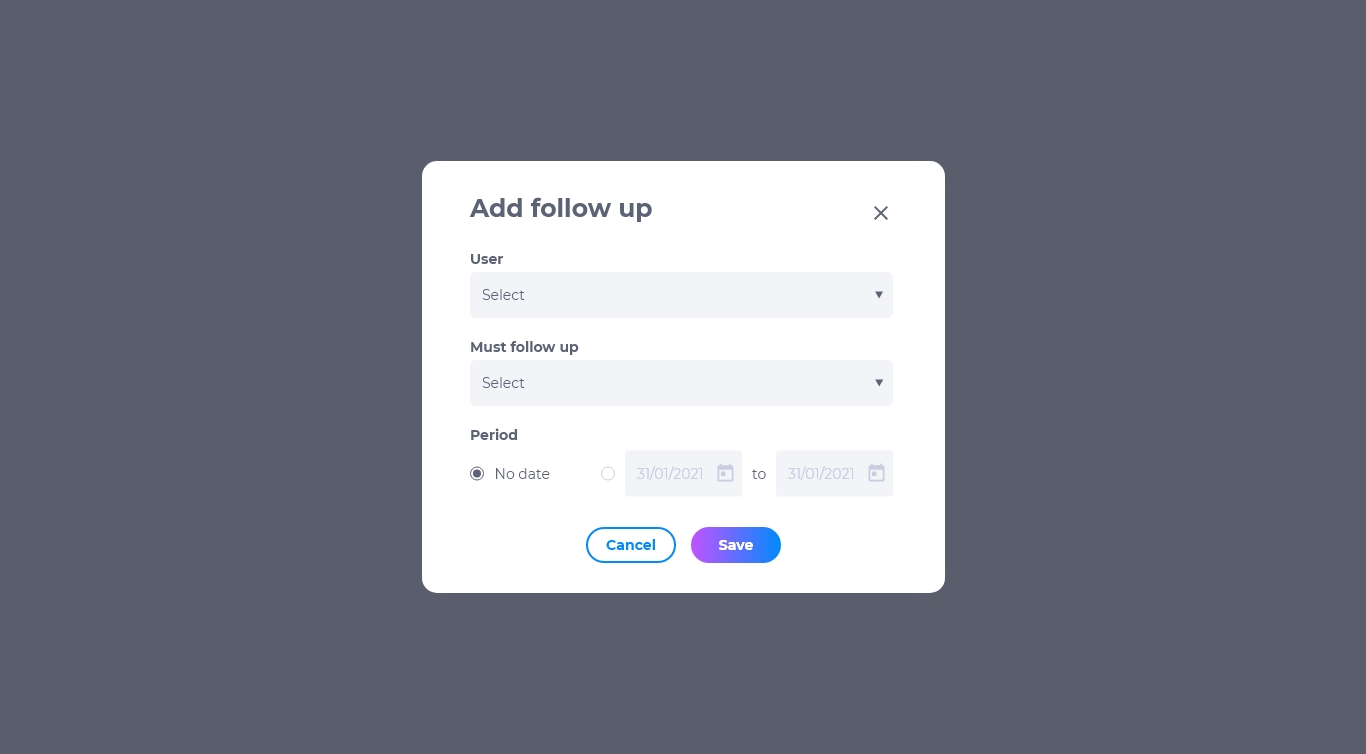 Add follow up
User
Select
Must follow up
Select
Period
No date 31/01/2021 to 31/01/2021
Cancel Save